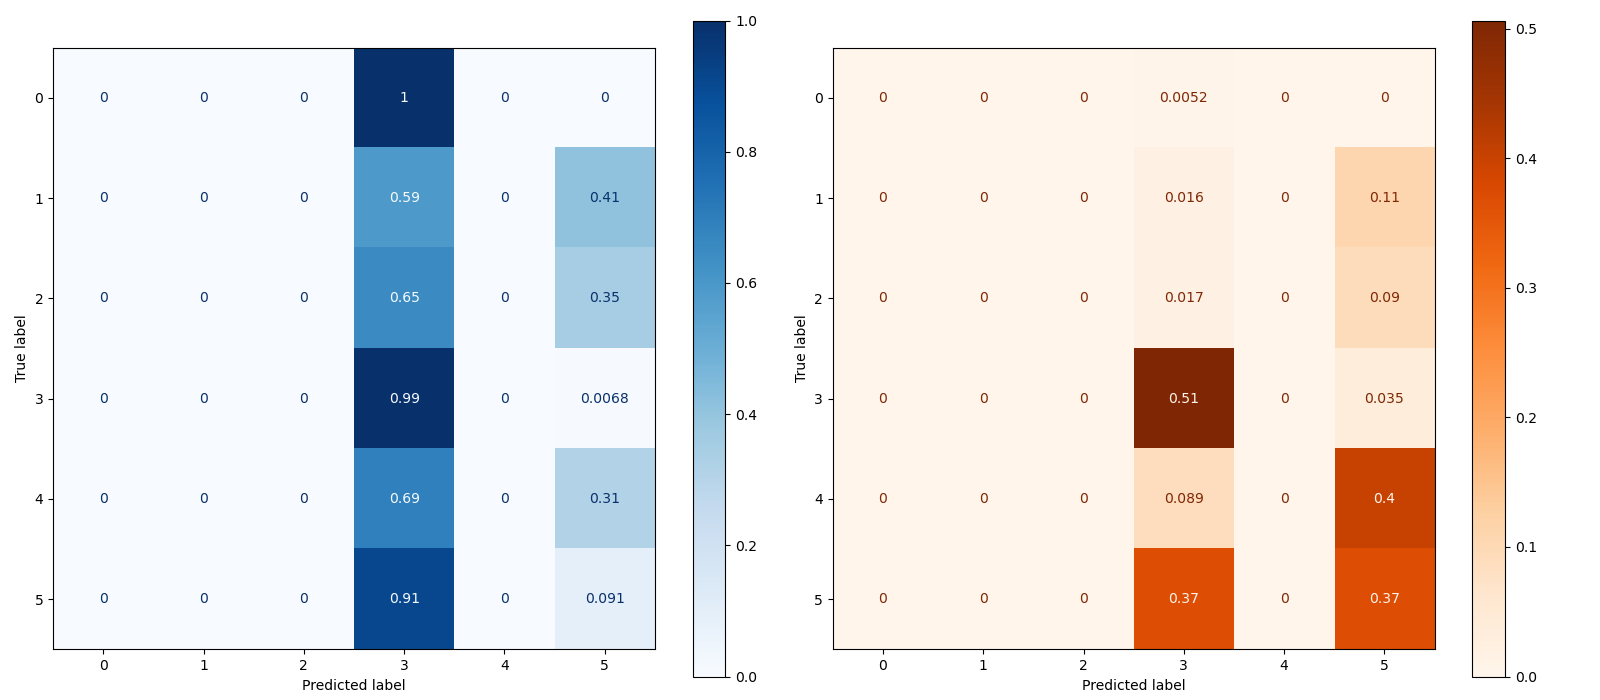 0 0 0 0 1 0 0
1 0 0 0 0.59 0 0.41
2 0 0 0 0.65 0 0.35
3 0 0 0 0.99 0 0.0068
4 0 0 0 0.69 0 0.31
5 0 0 0 0.91 0 0.091
0 1 2 3 4 5
True label
Predicted label
1.0
0.8
0.6
0.4
0.2
0.0
0 0 0 0 0.0052 0 0
1 0 0 0 0.016 0 0.11
2 0 0 0 0.017 0 0.09
3 0 0 0 0.51 0 0.035
4 0 0 0 0.089 0 0.4
5 0 0 0 0.37 0 0.37
0 1 2 3 4 5
True label
Predicted label
0.5
0.4
0.3
0.2
0.1
0.0